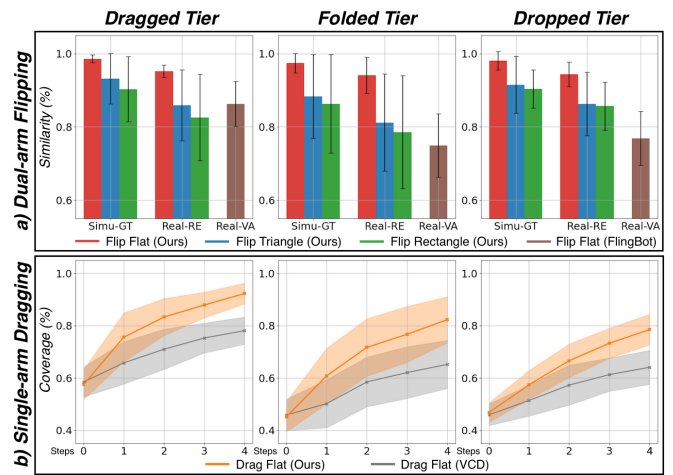 Dragged Tier Folded Tier Dropped Tier
a) Dual-arm Flipping
Similarity (%)
1.0 1.0 1.0
0.8 0.8 0.8
0.6 0.6 0.6
Simu-GT Real-RE Real-VA Simu-GT Real-RE Real-VA Simu-GT Real-RE Real-VA
Flip Flat (Ours) Flip Triangle (Ours) Flip Rectangle (Ours) Flip Flat (FlingBot)
b) Single-arm Dragging
Coverage (%)
1.0 1.0 1.0
0.8 0.8 0.8
0.6 0.6 0.6
0.4 0.4 0.4
Steps 0 1 2 3 4 Steps 0 1 2 3 4 Steps 0 1 2 3 4
Drag Flat (Ours) Drag Flat (VCD)